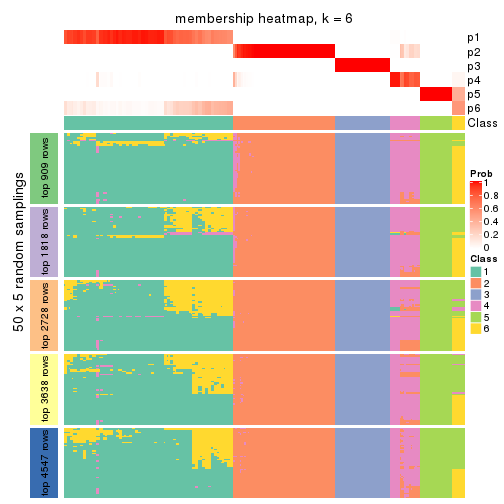 membership heatmap, k = 6
p1
p2
p3
p4
p5
p6
Class
50 x 5 random samplings
top 909 rows
top 1818 rows
top 2728 rows
top 3638 rows
top 4547 rows
Prob
1
0.8
0.6
0.4
0.2
0
Class
1
2
3
4
5
6